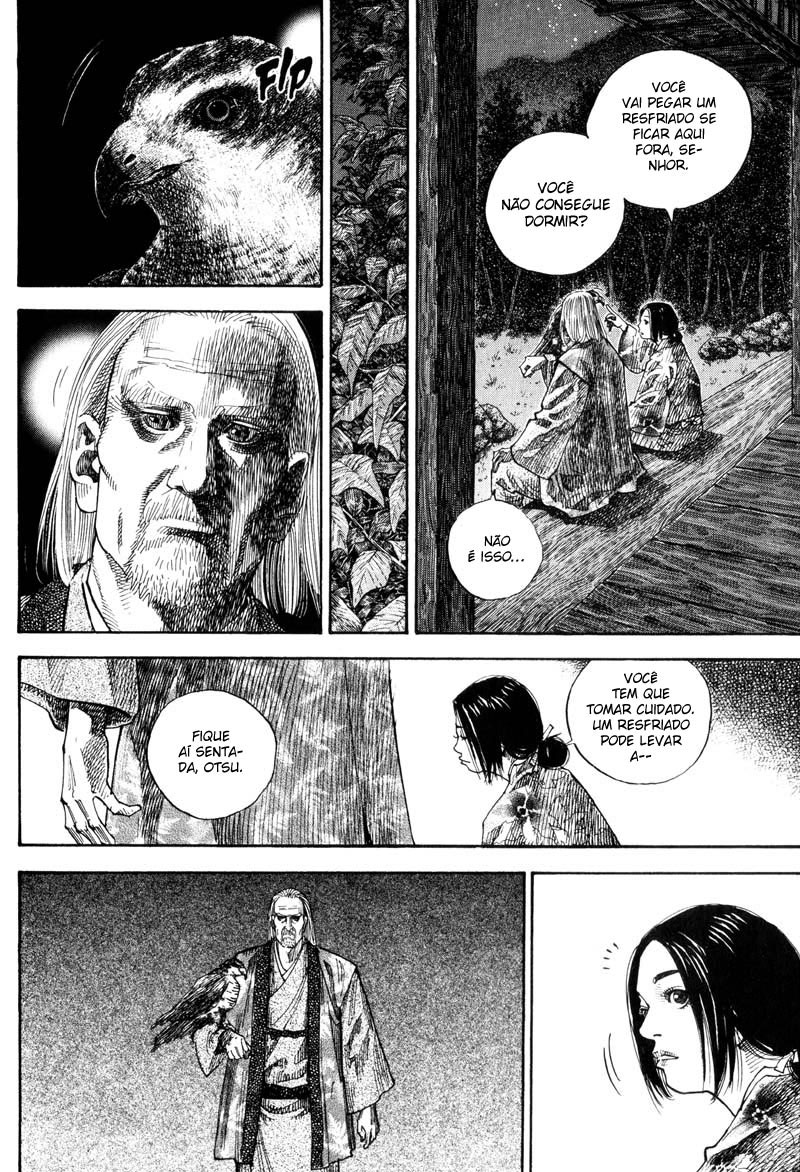 VOCÊ
VAI PEGAR UM
RESFRIADO SE
FICAR AQUI
FORA, SE-
NHOR.
VOCÊ
NÃO CONSEGUE
DORMIR?
NÃO
É ISSO...
FIP
VOCÊ
TEM QUE
TOMAR CUIDADO.
UM RESFRIADO
PODE LEVAR
A--
FIQUE
AÍ SENTA-
DA, OTSU.